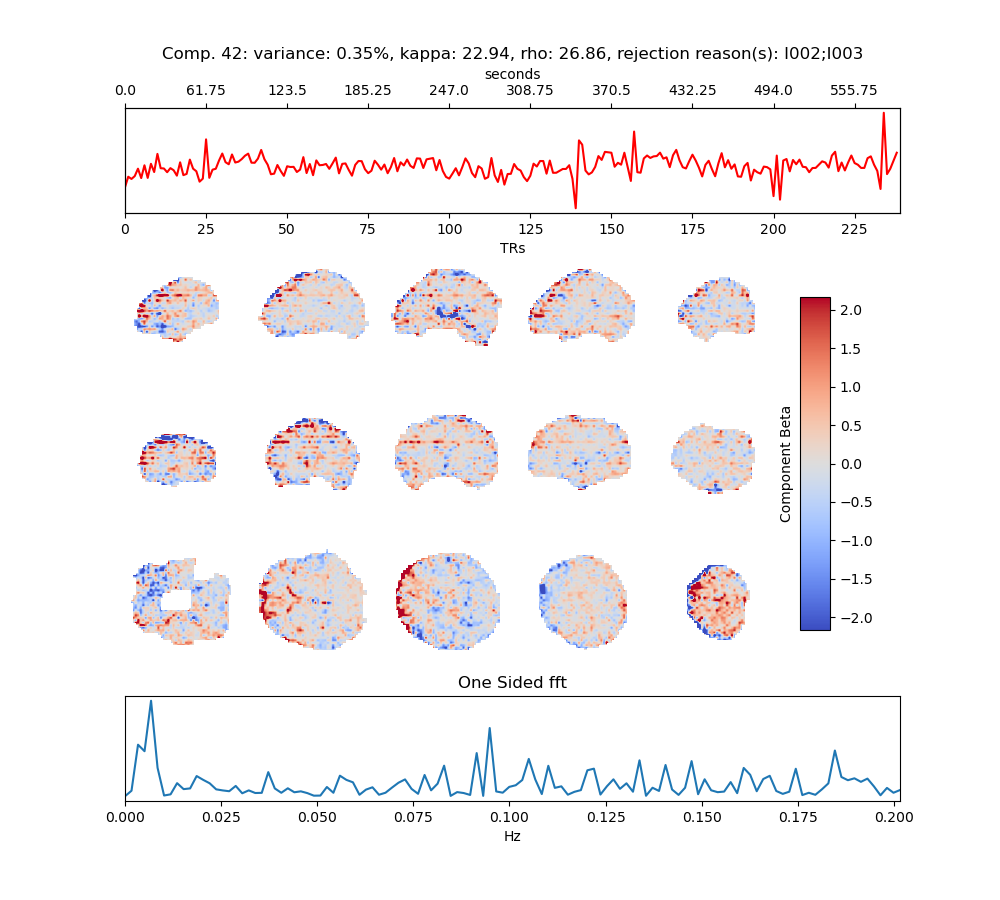 Comp. 42: variance: 0.35%, kappa: 22.94, rho: 26.86, rejection reason(s): I002;I003
seconds
0.0 61.75 123.5 185.25 247.0 308.75 370.5 432.25 494.0 555.75
0 25 50 75 100 125 150 175 200 225
TRs
2.0
1.5
1.0
0.5
0.0
−0.5
−1.0
−1.5
−2.0
Component Beta
One Sided fft
0.000 0.025 0.050 0.075 0.100 0.125 0.150 0.175 0.200
Hz